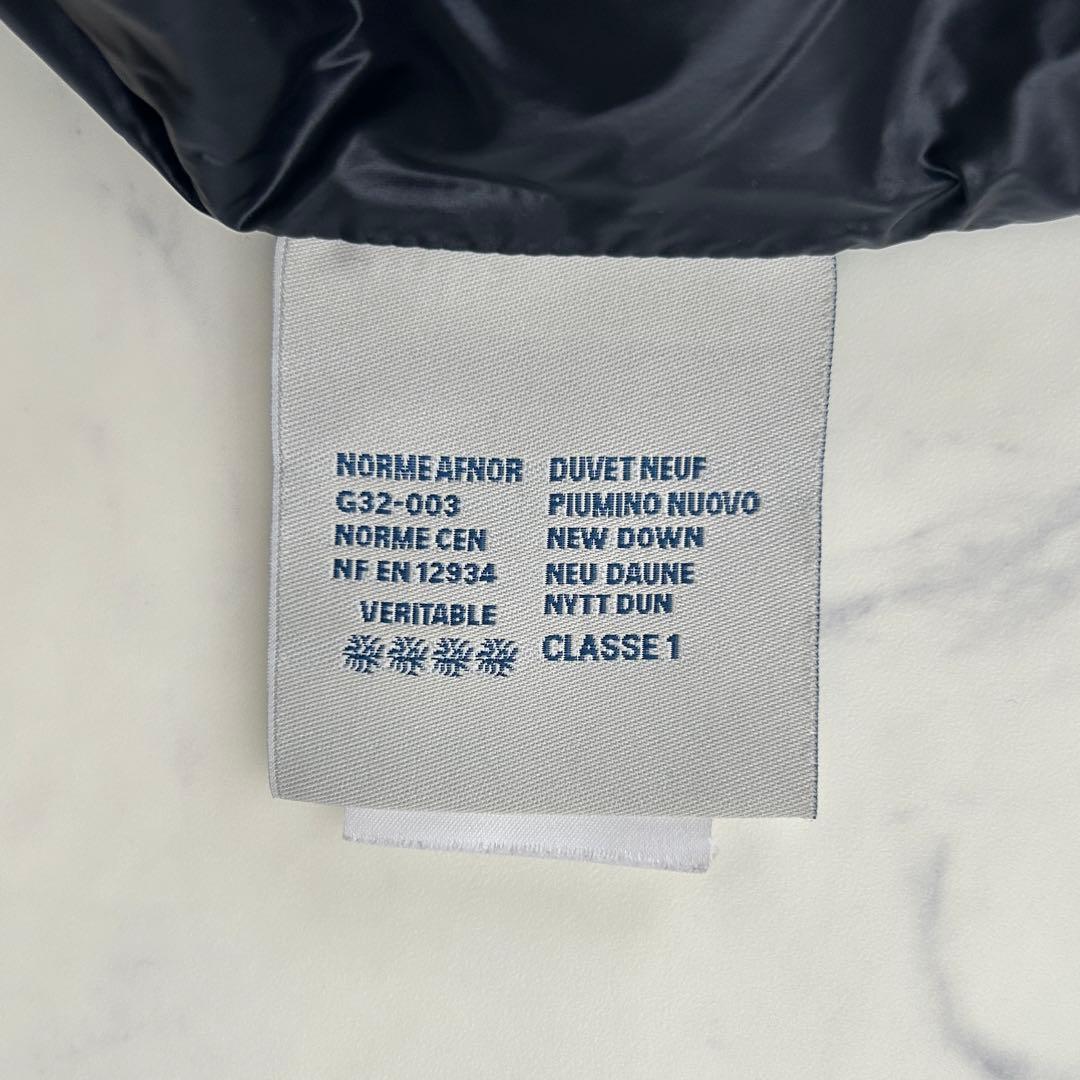 NORME AFNOR
G32-003
NORME CEN
NF EN 12934
VERITABLE
DUVET NEUF
PIUMINO NUOVO
NEW DOWN
NEU DAUNE
NYTT DUN
CLASSE 1